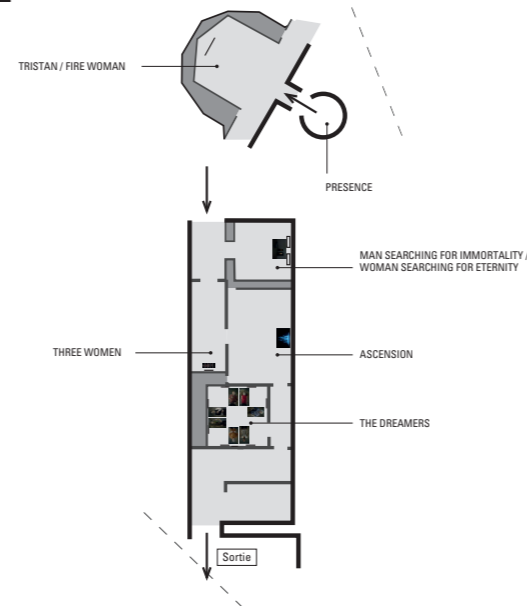 TRISTAN / FIRE WOMAN
PRESENCE
MAN SEARCHING FOR IMMORTALITY /
WOMAN SEARCHING FOR ETERNITY
THREE WOMEN
ASCENSION
THE DREAMERS
Sortie